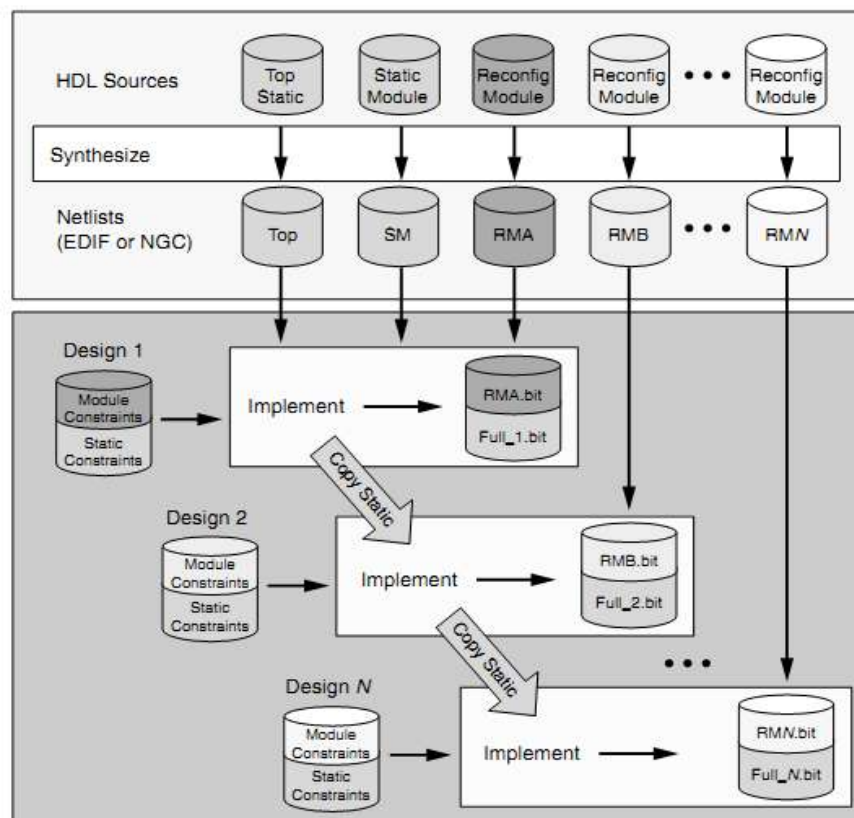 HDL Sources
Top
Static
Static
Module
Reconfig
Module
Reconfig
Module
Reconfig
Module
Synthesize
Netlists
(EDIF or NGC)
Top
SM
RMA
RMB
RMN
Design 1
Module
Constraints
Static
Constraints
Implement
RMA.bit
Full_1.bit
Copy Static
Design 2
Module
Constraints
Static
Constraints
Implement
RMB.bit
Full_2.bit
Copy Static
Design N
Module
Constraints
Static
Constraints
Implement
RMN.bit
Full_N.bit